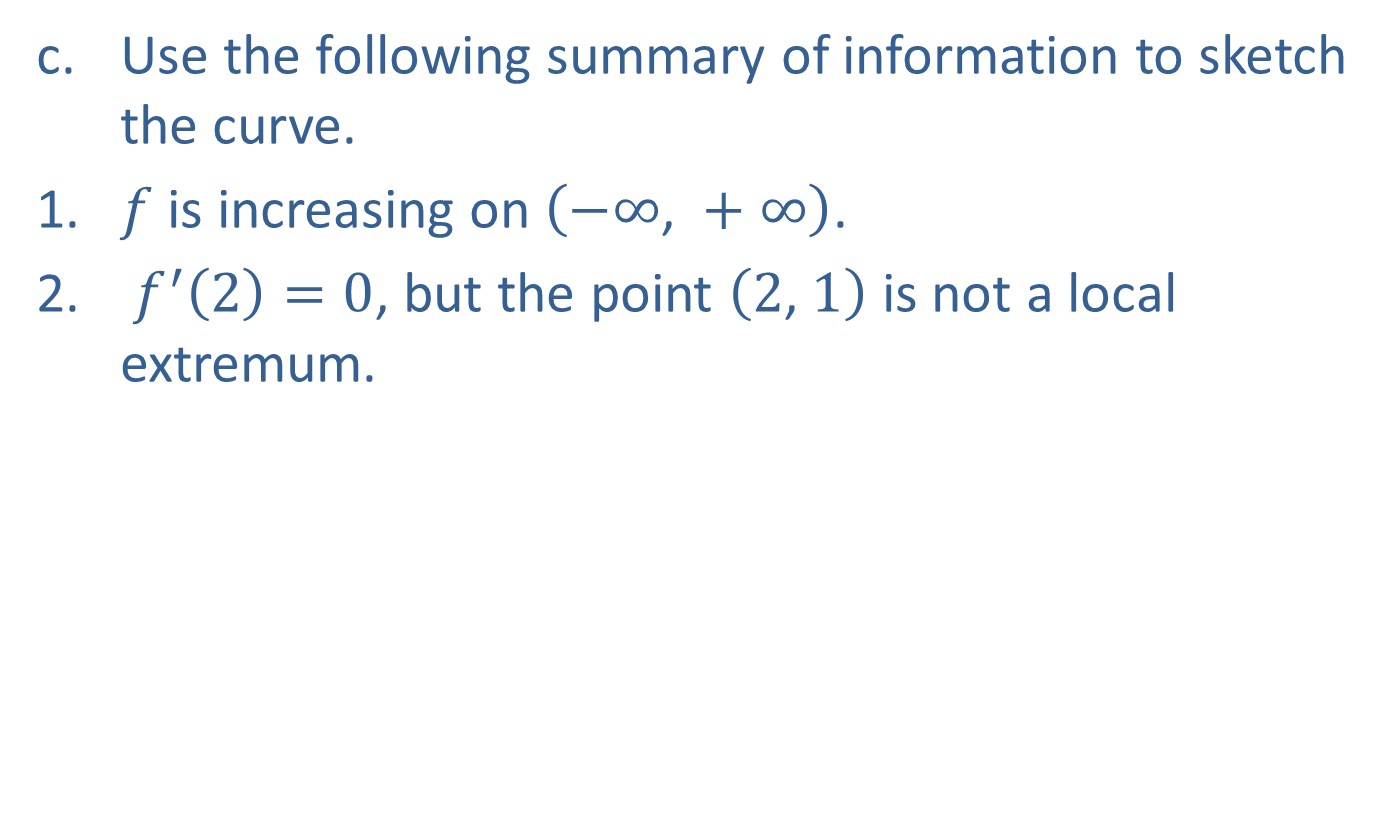 c. Use the following summary of information to sketch
the curve.
1. f is increasing on (−∞, + ∞).
2. f′(2) = 0, but the point (2, 1) is not a local
extremum.